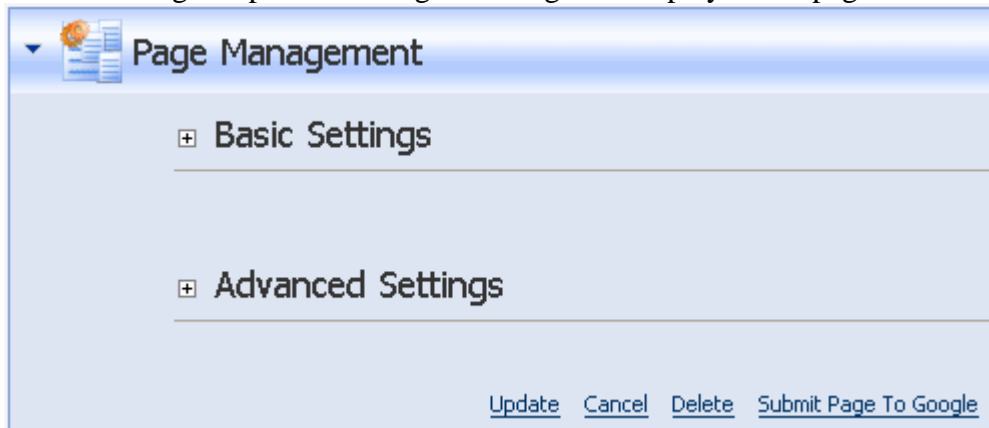 Page Management
Basic Settings
Advanced Settings
Update Cancel Delete Submit Page To Google